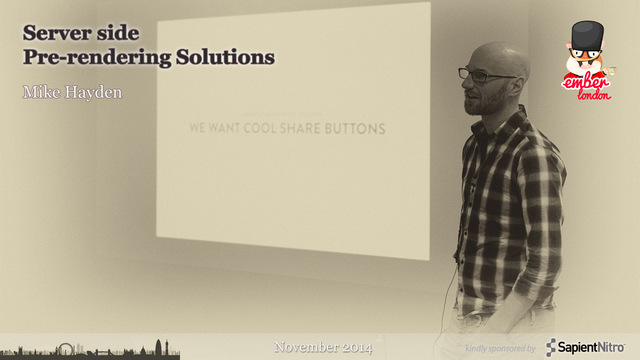 Server side
Pre-rendering Solutions
Mike Hayden
ember
london
WE WANT COOL SHARE BUTTONS
November 2014
kindly sponsored by
SapientNitro